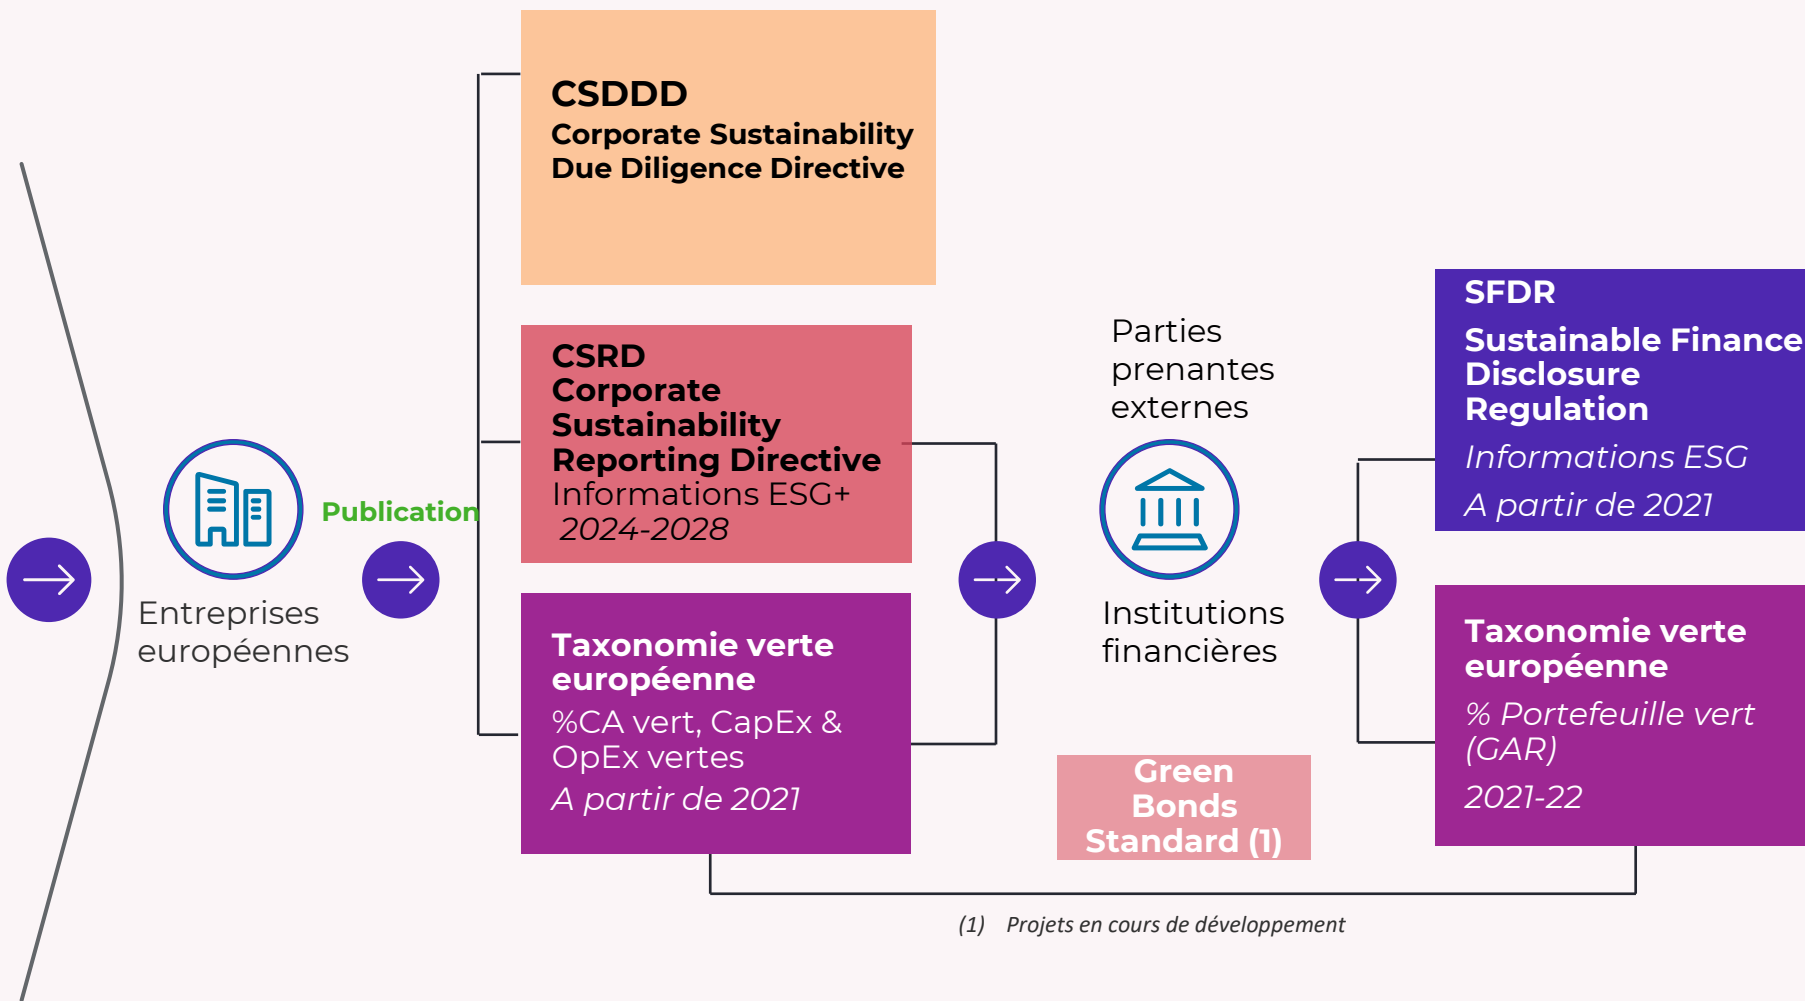 CSDDD
Corporate Sustainability
Due Diligence Directive
Publication
Entreprises
européennes
CSRD
Corporate
Sustainability
Reporting Directive
Informations ESG+
2024-2028
Taxonomie verte
européenne
%CA vert, CapEx &
OpEx vertes
A partir de 2021
Parties
prenantes
externes
Institutions
financières
Green
Bonds
Standard (1)
SFDR
Sustainable Finance
Disclosure
Regulation
Informations ESG
A partir de 2021
Taxonomie verte
européenne
% Portefeuille vert
(GAR)
2021-22
(1) Projets en cours de développement